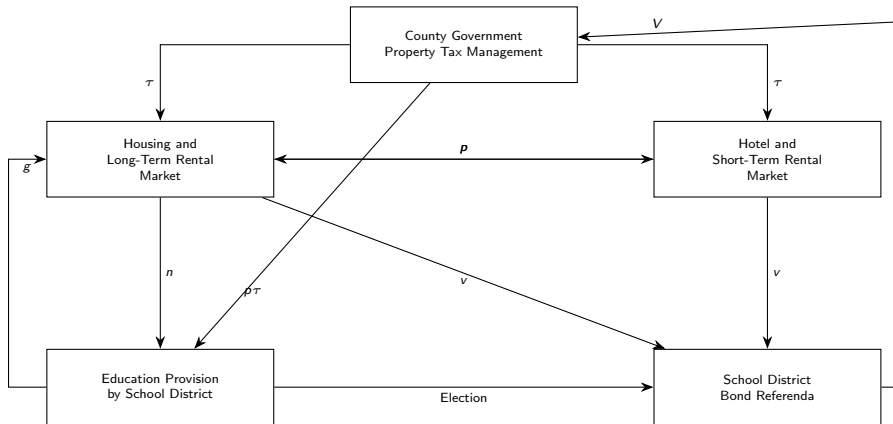 County Government
Property Tax Management
V
τ
τ
Housing and
Long-Term Rental
Market
p
Hotel and
Short-Term Rental
Market
g
n
pτ
v
v
Education Provision
by School District
Election
School District
Bond Referenda